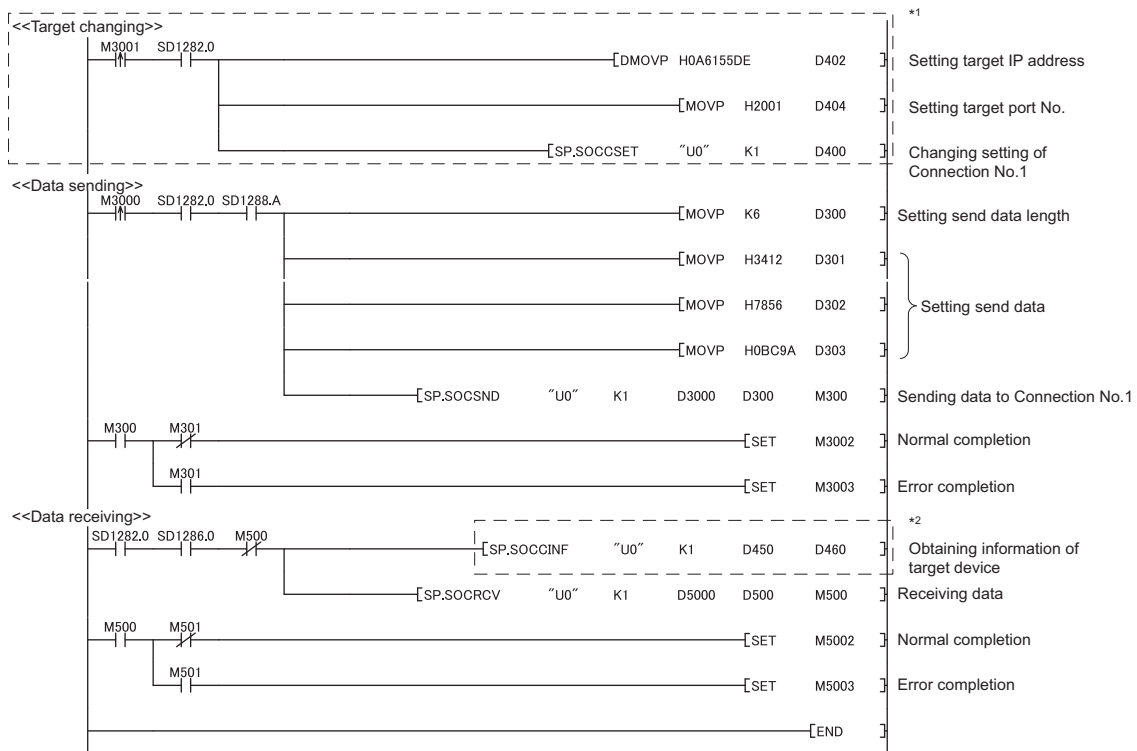 *1
<<Target changing>>
M3001 SD1282.0
[DMOVP H0A6155DE D402 ] Setting target IP address
[MOVP H2001 D404 ] Setting target port No.
[SP.SOCCSET "U0" K1 D400 ] Changing setting of
Connection No.1
<<Data sending>>
M3000 SD1282.0 SD1288.A
[MOVP K6 D300 ] Setting send data length
[MOVP H3412 D301 ]
[MOVP H7856 D302 ] Setting send data
[MOVP H0BC9A D303 ]
[SP.SOCSND "U0" K1 D3000 D300 M300 ] Sending data to Connection No.1
M300 M301
[SET M3002 ] Normal completion
M301
[SET M3003 ] Error completion
<<Data receiving>>
*2
SD1282.0 SD1286.0 M500
[SP.SOCCINF "U0" K1 D450 D460 ] Obtaining information of
target device
[SP.SOCRCV "U0" K1 D5000 D500 M500 ] Receiving data
M500 M501
[SET M5002 ] Normal completion
M501
[SET M5003 ] Error completion
[END ]